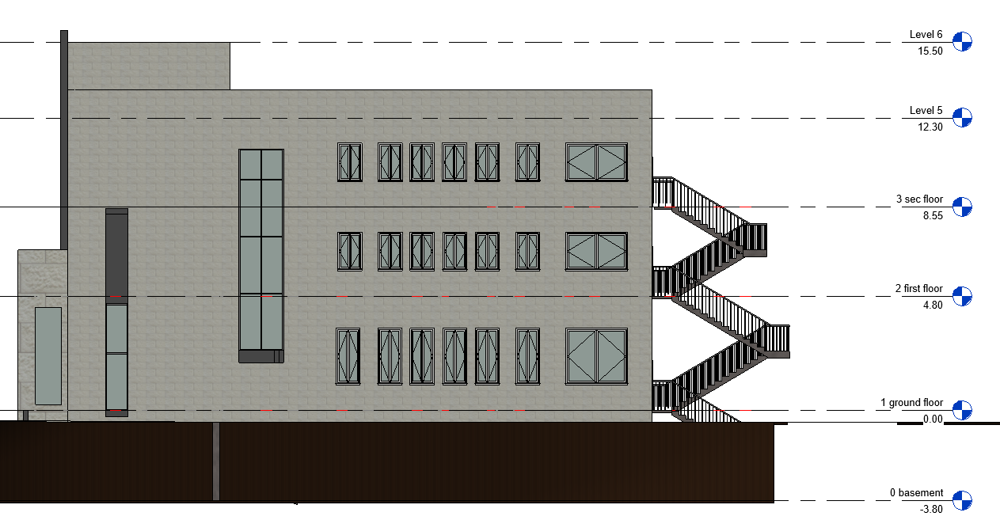 Level 6
15.50
Level 5
12.30
3 sec floor
8.55
2 first floor
4.80
1 ground floor
0.00
0 basement
-3.80